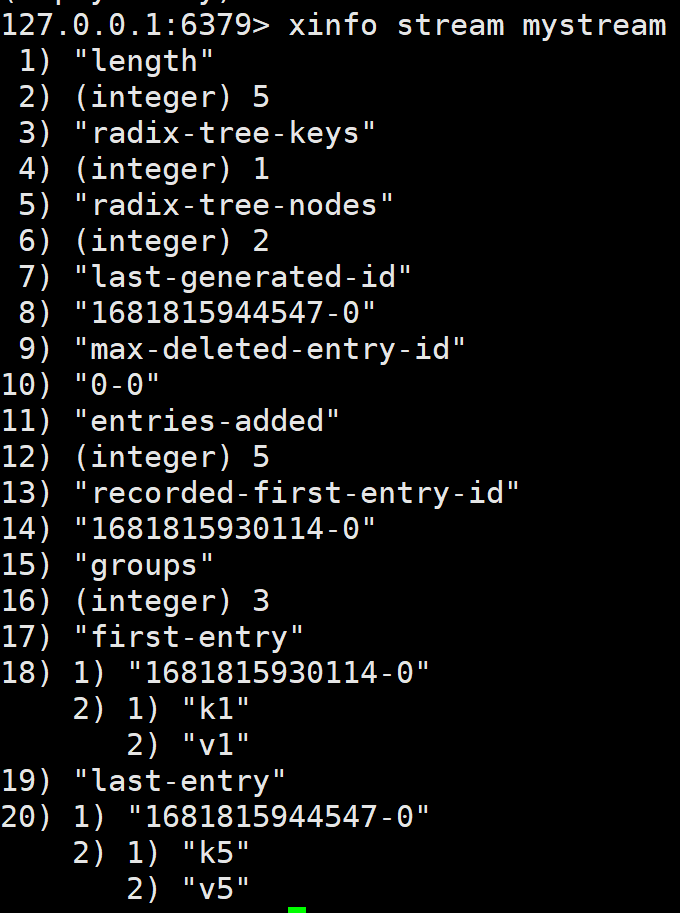 127.0.0.1:6379> xinfo stream mystream
 1) "length"
 2) (integer) 5
 3) "radix-tree-keys"
 4) (integer) 1
 5) "radix-tree-nodes"
 6) (integer) 2
 7) "last-generated-id"
 8) "1681815944547-0"
 9) "max-deleted-entry-id"
10) "0-0"
11) "entries-added"
12) (integer) 5
13) "recorded-first-entry-id"
14) "1681815930114-0"
15) "groups"
16) (integer) 3
17) "first-entry"
18) 1) "1681815930114-0"
    2) 1) "k1"
       2) "v1"
19) "last-entry"
20) 1) "1681815944547-0"
    2) 1) "k5"
       2) "v5"